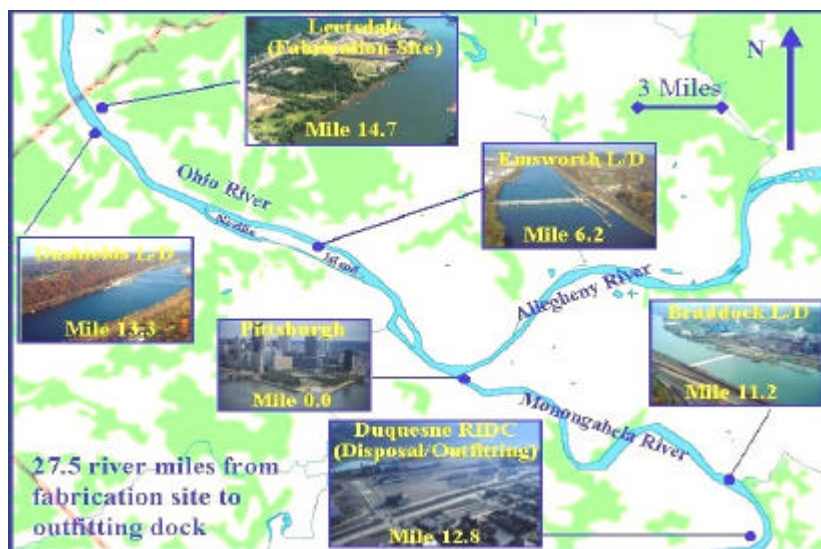 Leetsdale
(Fabrication Site)
Mile 14.7
N
3 Miles
Emsworth L/D
Mile 6.2
Ohio River
Neville
Island
Dashields L/D
Mile 13.3
Allegheny River
Braddock L/D
Mile 11.2
Pittsburgh
Mile 0.0
Monongahela River
Duquesne RIDC
(Disposal/Outfitting)
Mile 12.8
27.5 river miles from
fabrication site to
outfitting dock